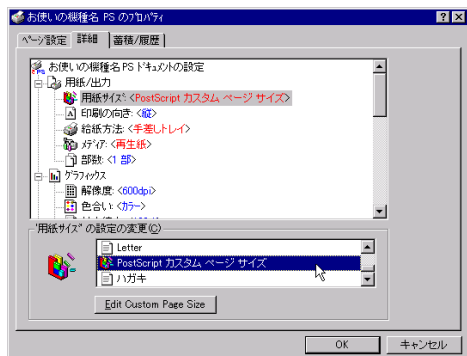 お使いの機種名 PS のプロパティ
ページ設定 詳細 蓄積/履歴
お使いの機種名 PS ドキュメントの設定
用紙/出力
用紙サイズ: <PostScript カスタム ページ サイズ>
印刷の向き: <縦>
給紙方法: <手差しトレイ>
メディア: <再生紙>
部数: <1 部>
グラフィックス
解像度: <600dpi>
色合い: <カラー>
'用紙サイズ' の設定の変更(C)
Letter
PostScript カスタム ページ サイズ
ハガキ
Edit Custom Page Size
OK キャンセル